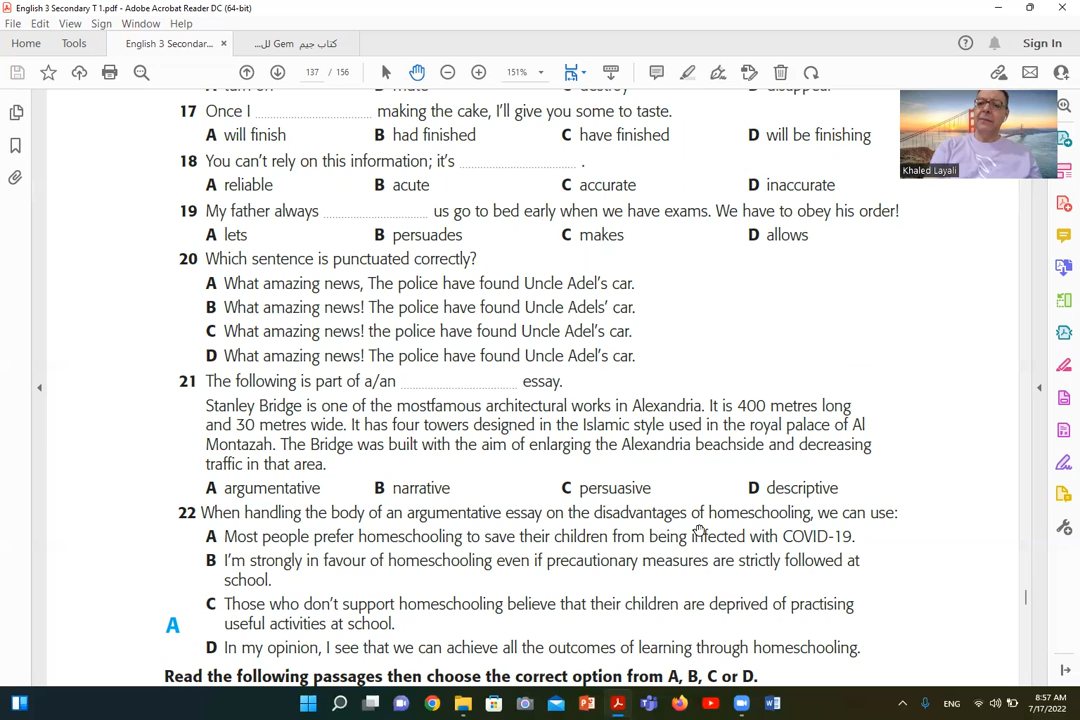 English 3 Secondary T 1.pdf - Adobe Acrobat Reader DC (64-bit)
File Edit View Sign Window Help
Home Tools English 3 Secondar... × كتاب جيم Gem لل...
Sign In
137 / 156 151%
17 Once I ........ making the cake, I'll give you some to taste.
A will finish B had finished C have finished D will be finishing
18 You can't rely on this information; it's ........ .
A reliable B acute C accurate D inaccurate
19 My father always ........ us go to bed early when we have exams. We have to obey his order!
A lets B persuades C makes D allows
20 Which sentence is punctuated correctly?
A What amazing news, The police have found Uncle Adel's car.
B What amazing news! The police have found Uncle Adels' car.
C What amazing news! the police have found Uncle Adel's car.
D What amazing news! The police have found Uncle Adel's car.
21 The following is part of a/an ........ essay.
Stanley Bridge is one of the mostfamous architectural works in Alexandria. It is 400 metres long
and 30 metres wide. It has four towers designed in the Islamic style used in the royal palace of Al
Montazah. The Bridge was built with the aim of enlarging the Alexandria beachside and decreasing
traffic in that area.
A argumentative B narrative C persuasive D descriptive
22 When handling the body of an argumentative essay on the disadvantages of homeschooling, we can use:
A Most people prefer homeschooling to save their children from being infected with COVID-19.
B I'm strongly in favour of homeschooling even if precautionary measures are strictly followed at
school.
C Those who don't support homeschooling believe that their children are deprived of practising
useful activities at school.
A
D In my opinion, I see that we can achieve all the outcomes of learning through homeschooling.
Read the following passages then choose the correct option from A, B, C or D.
Khaled Layali
ENG
8:57 AM
7/17/2022